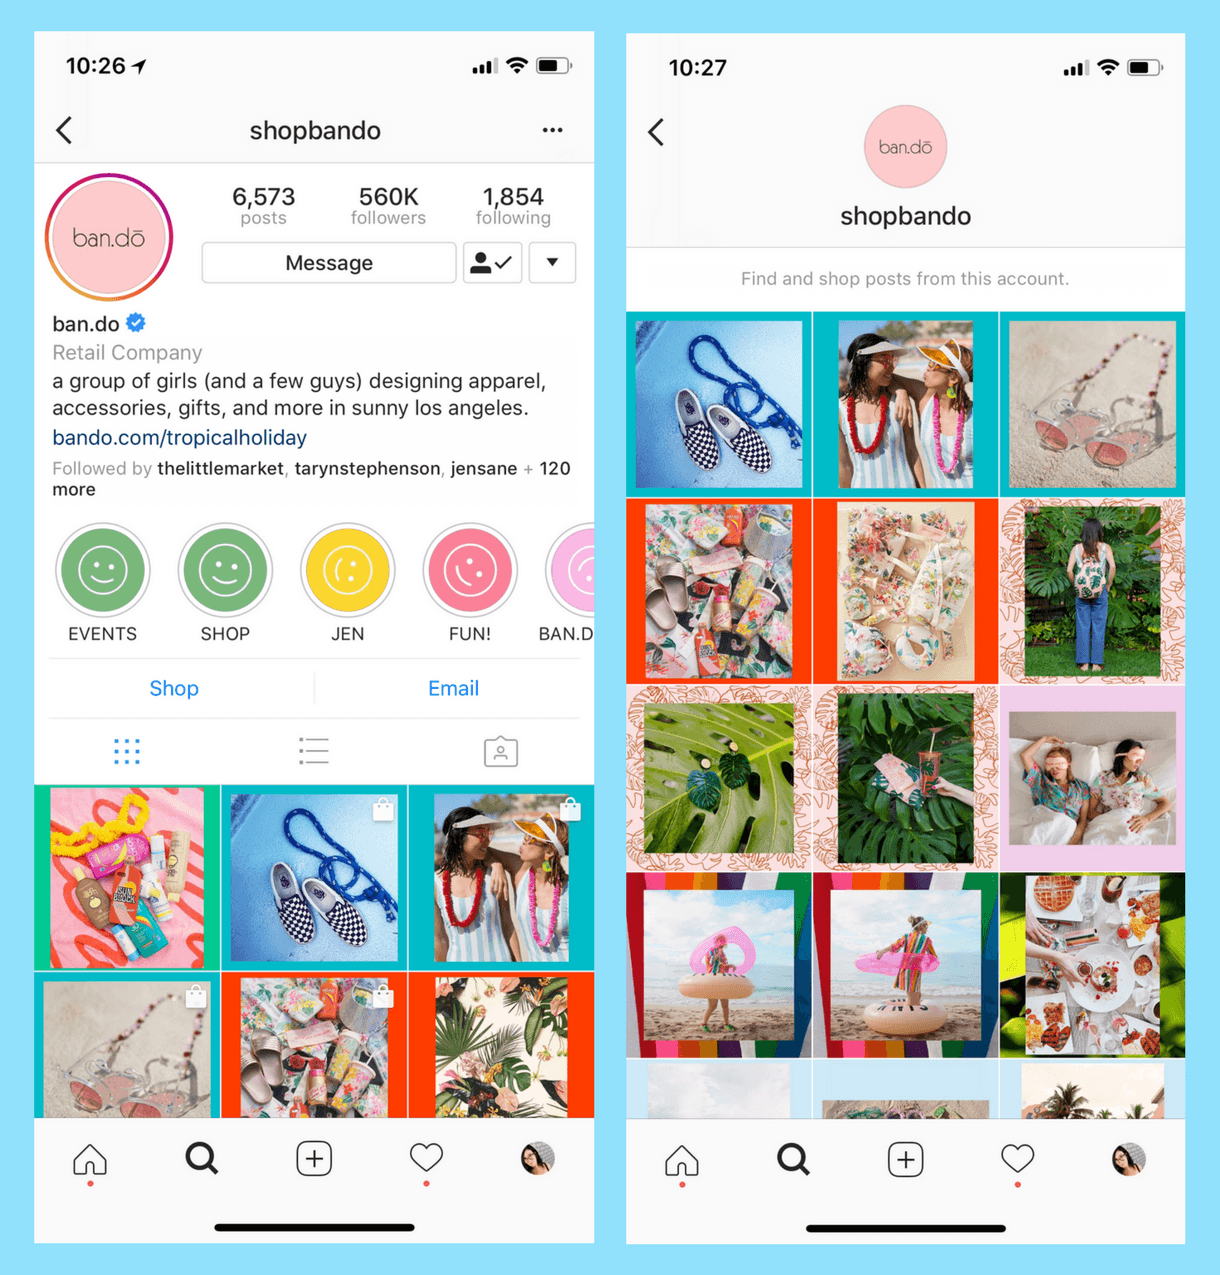 10:26
shopbando
6,573
560K
1,854
posts
followers
following
ban.dō
Message
ban.do
Retail Company
a group of girls (and a few guys) designing apparel,
accessories, gifts, and more in sunny los angeles.
bando.com/tropicalholiday
Followed by thelittlemarket, tarynstephenson, jensane + 120
more
EVENTS
SHOP
JEN
FUN!
BAN.D
Shop
Email
10:27
ban.dō
shopbando
Find and shop posts from this account.